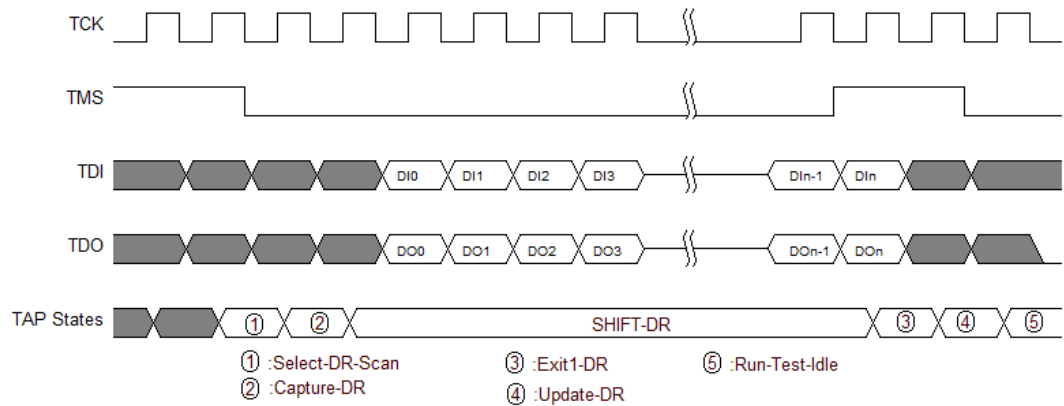 TCK
TMS
TDI DI0 DI1 DI2 DI3 DIn-1 DIn
TDO DO0 DO1 DO2 DO3 DOn-1 DOn
TAP States ① ② SHIFT-DR ③ ④ ⑤
① :Select-DR-Scan ③ :Exit1-DR ⑤ :Run-Test-Idle
② :Capture-DR ④ :Update-DR